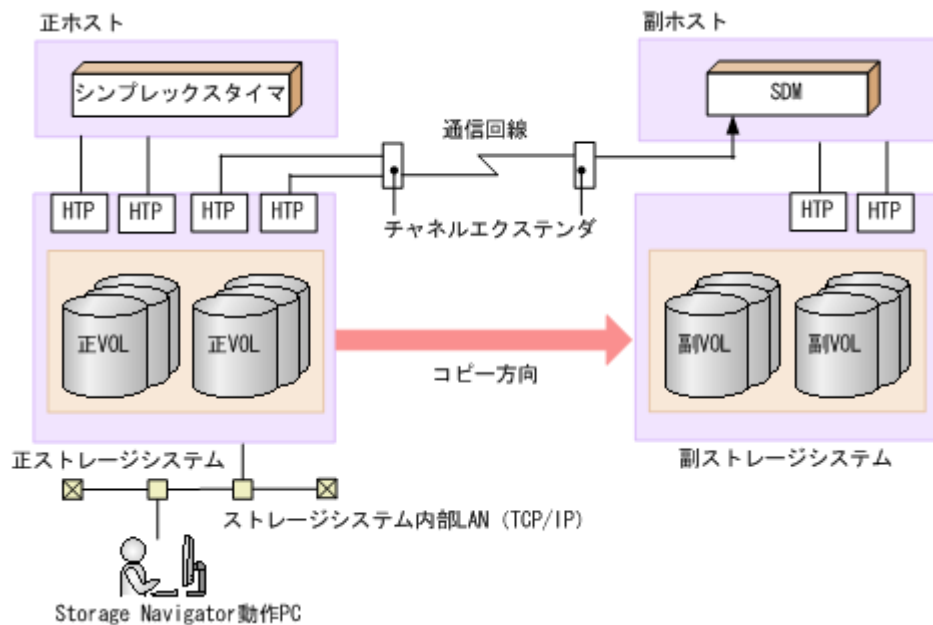 正ホスト
副ホスト
シンプレックスタイマ
SDM
通信回線
HTP
HTP
HTP
HTP
HTP
HTP
チャネルエクステンダ
正VOL
正VOL
副VOL
副VOL
コピー方向
正ストレージシステム
副ストレージシステム
ストレージシステム内部LAN (TCP/IP)
Storage Navigator動作PC